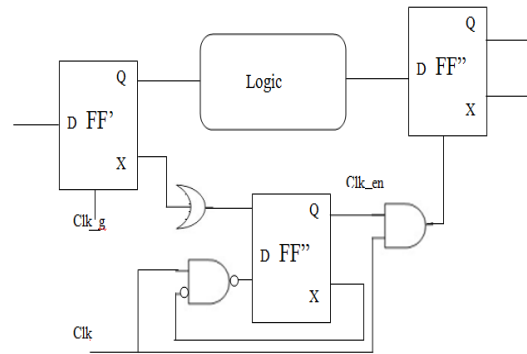 Q
D FF'
X
Clk_g
Logic
Q
D FF”
X
Clk_en
Q
D FF”
X
Clk